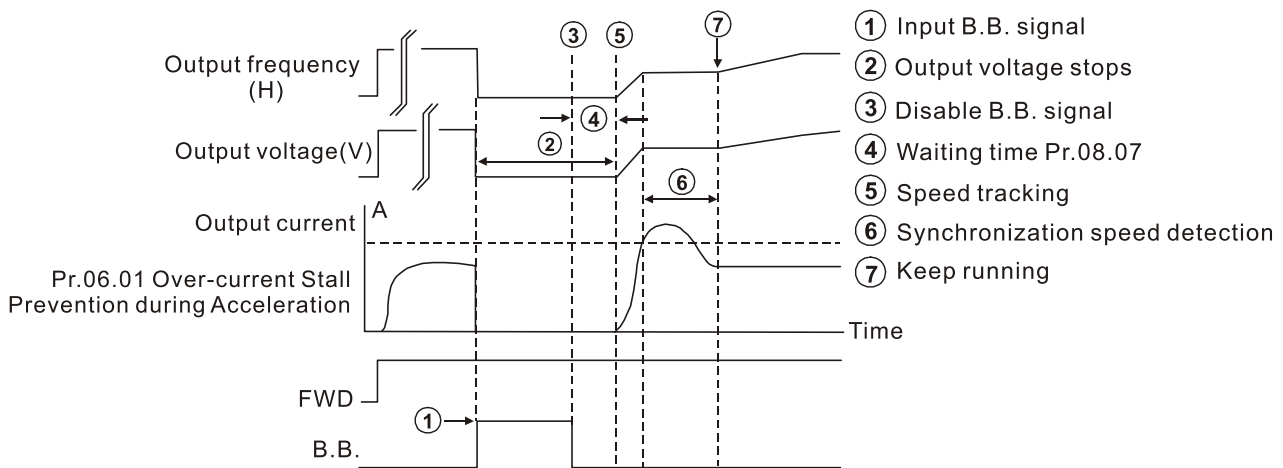 Output frequency
(H)
Output voltage(V)
Output current
A
Pr.06.01 Over-current Stall
Prevention during Acceleration
FWD
B.B.
Time
3
5
7
4
2
6
1
1 Input B.B. signal
2 Output voltage stops
3 Disable B.B. signal
4 Waiting time Pr.08.07
5 Speed tracking
6 Synchronization speed detection
7 Keep running